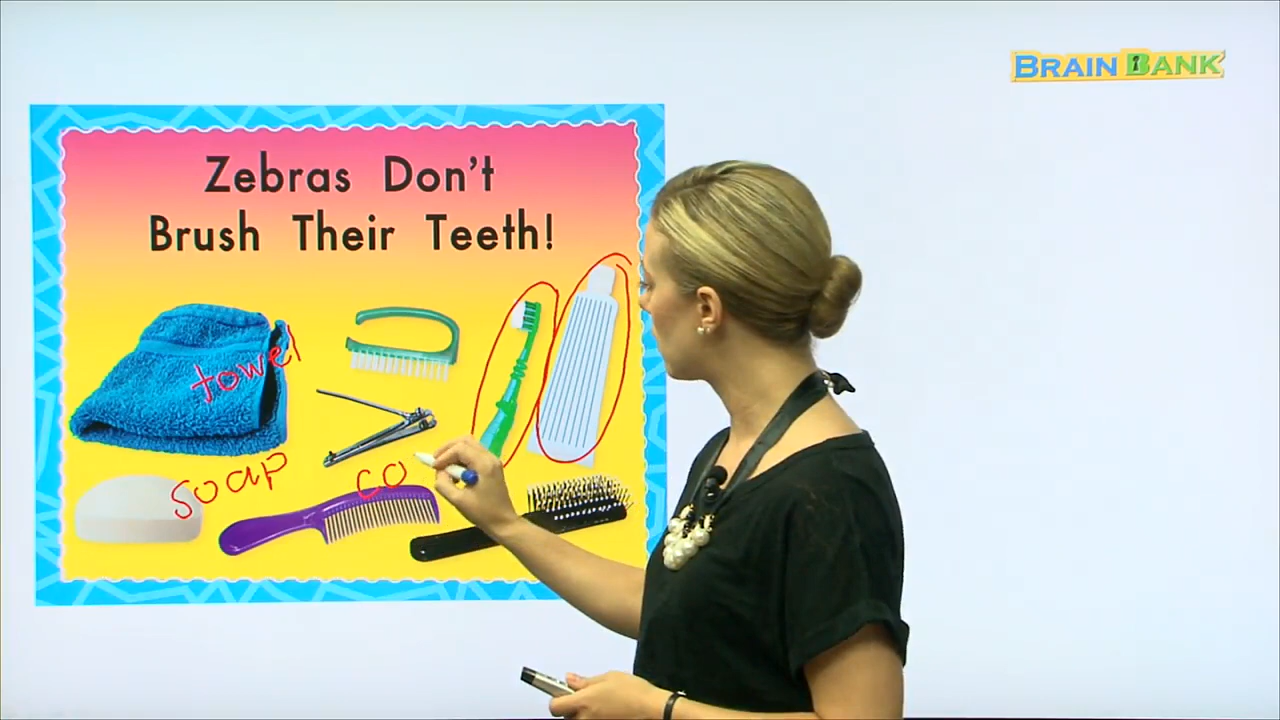 BRAIN BANK
Zebras Don't
Brush Their Teeth!
towel
soap
co